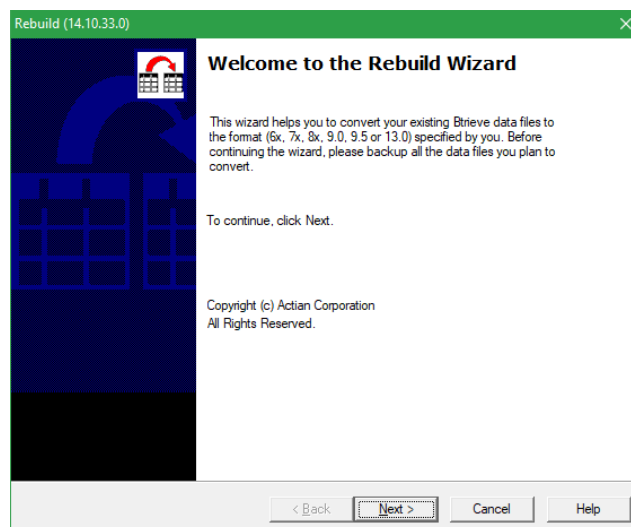 Rebuild (14.10.33.0)
Welcome to the Rebuild Wizard
This wizard helps you to convert your existing Btrieve data files to
the format (6x, 7x, 8x, 9.0, 9.5 or 13.0) specified by you. Before
continuing the wizard, please backup all the data files you plan to
convert.
To continue, click Next.
Copyright (c) Actian Corporation
All Rights Reserved.
< Back Next > Cancel Help